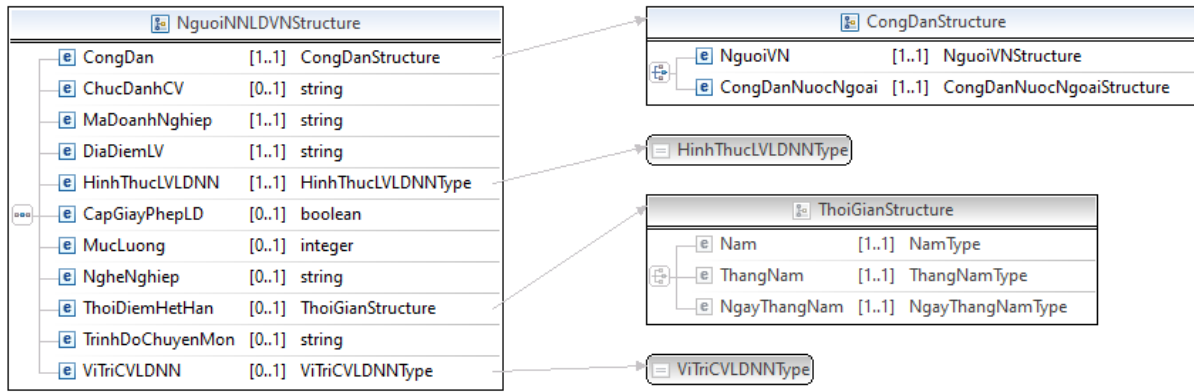 NguoiNNLDVNStructure
e CongDan [1..1] CongDanStructure
e ChucDanhCV [0..1] string
e MaDoanhNghiep [1..1] string
e DiaDiemLV [1..1] string
e HinhThucLVLDNN [1..1] HinhThucLVLDNNType
e CapGiayPhepLD [0..1] boolean
e MucLuong [0..1] integer
e NgheNghiep [0..1] string
e ThoiDiemHetHan [0..1] ThoiGianStructure
e TrinhDoChuyenMon [0..1] string
e ViTriCVLDNN [0..1] ViTriCVLDNNType
CongDanStructure
e NguoiVN [1..1] NguoiVNStructure
e CongDanNuocNgoai [1..1] CongDanNuocNgoaiStructure
HinhThucLVLDNNType
ThoiGianStructure
e Nam [1..1] NamType
e ThangNam [1..1] ThangNamType
e NgayThangNam [1..1] NgayThangNamType
ViTriCVLDNNType